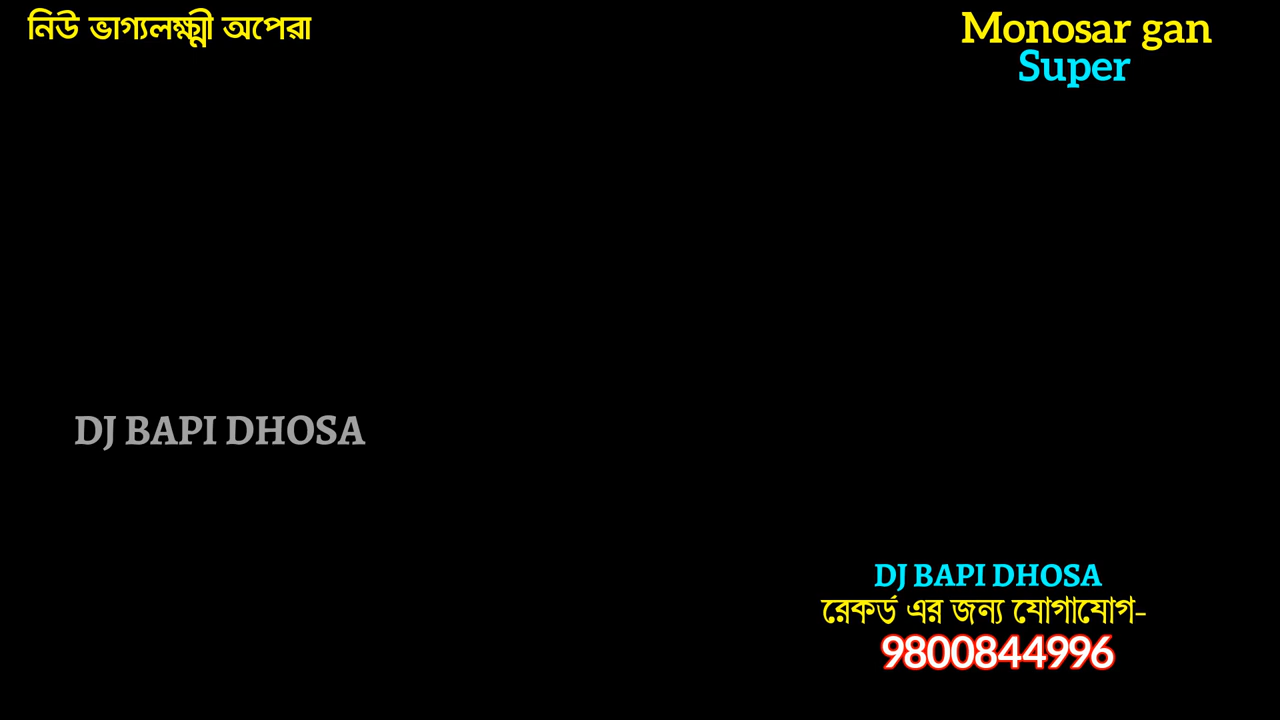 নিউ ভাগ্যলক্ষ্মী অপেরা
Monosar gan
Super
DJ BAPI DHOSA
DJ BAPI DHOSA
রেকর্ড এর জন্য যোগাযোগ-
9800844996